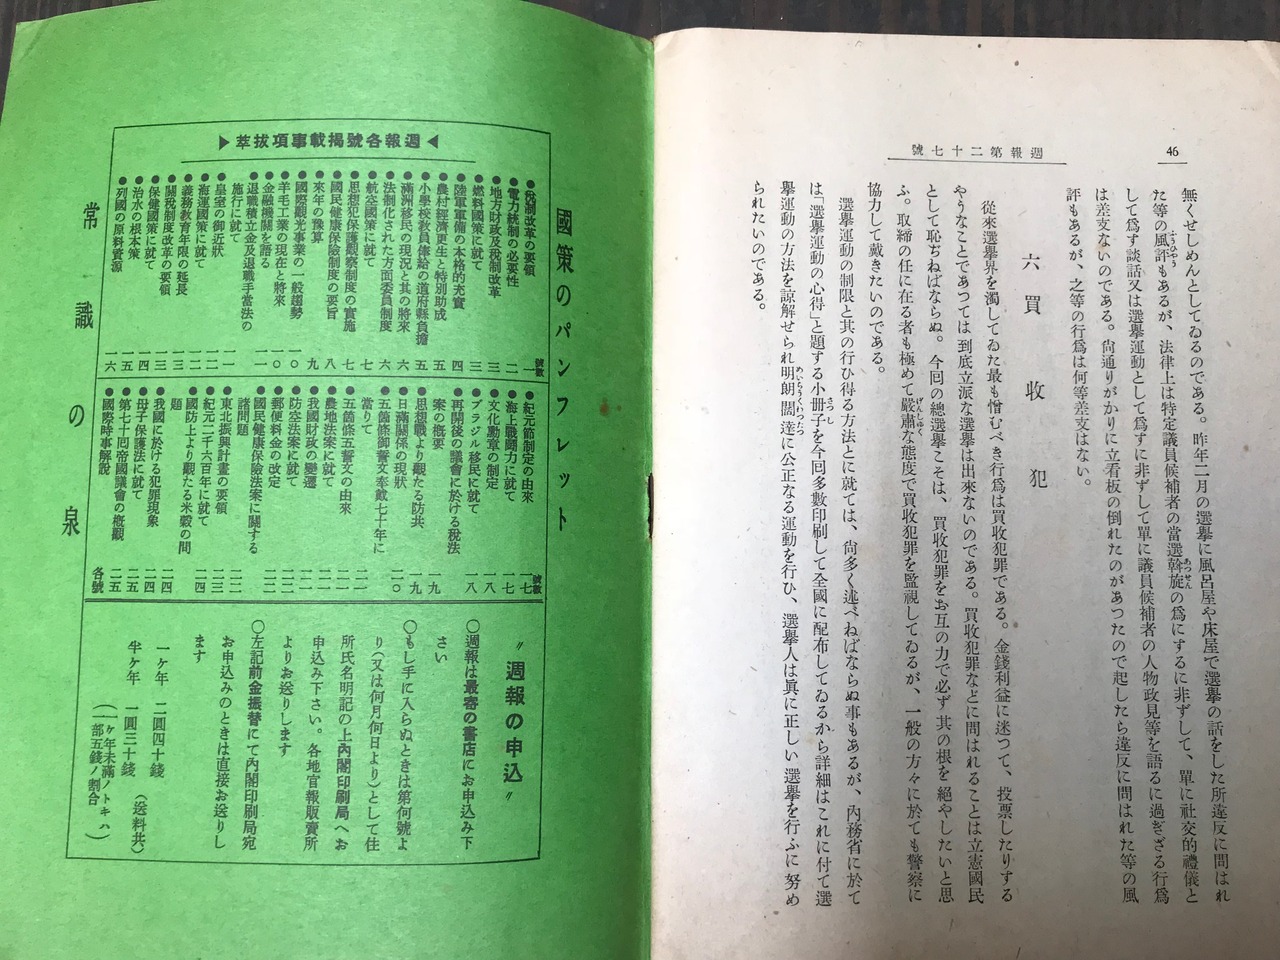 46
週報第二十七號
無くせしめんとしてゐるのである。昨年二月の選擧に風呂屋や床屋で選擧の話をした所違反に問はれ
た等の風評もあるが、法律上は特定議員候補者の當選斡旋の爲にするに非ずして、單に社交的禮儀と
して爲す談話又は選擧運動として爲すに非ずして單に議員候補者の人物政見等を語るに過ぎざる行爲
は差支ないのである。尙通りがかりに立看板の倒れたのがあつたので起したら違反に問はれた等の風
評もあるが、之等の行爲は何等差支はない。
六 買收犯
從來選擧界を濁してゐた最も憎むべき行爲は買收犯罪である。金錢利益に迷つて、投票したりする
やうなことであつては到底立派な選擧は出來ないのである。買收犯罪などに問はれることは立憲國民
として恥ぢねばならぬ。今回の總選擧こそは、買收犯罪をお互の力で必ず其の根を絕やしたいと思
ふ。取締の任に在る者も極めて嚴肅な態度で買收犯罪を監視してゐるが、一般の方々に於ても警察に
協力して戴きたいのである。
選擧運動の制限と其の行ひ得る方法とに就ては、尙多く述べねばならぬ事もあるが、內務省に於て
は「選擧運動の心得」と題する小册子を今回多數印刷して全國に配布してゐるから詳細はこれに付て選
擧運動の方法を諒解せられ明朗闊達に公正なる運動を行ひ、選擧人は眞に正しい選擧を行ふに努め
られたいのである。
國策のパンフレット
常識の泉
◀週報各號揭載事項拔萃▶
號數
●稅制改革の要領 一
●電力統制の必要性 二
●地方財政及稅制改革 三
●燃料國策に就て 三
●陸軍軍備の本格的充實 四
●農村經濟更生と特別助成 五
●小學校敎員俸給の道府縣負擔 五
●滿洲移民の現況と其の將來 六
●法制化された方面委員制度 六
●航空國策に就て 七
●思想犯保護觀察制度の實施 七
●國民健康保險制度の要旨 八
●來年の豫算 九
●國際觀光事業の一般趨勢 一〇
●羊毛工業の現在と將來 一〇
●金融機關を語る 一一
●退職積立金及退職手當法の
施行に就て 一一
●皇室の御近狀 一二
●海運國策に就て 一二
●義務敎育年限の延長 一三
●關稅制度改革の要領 一三
●保健國策に就て 一四
●治水の根本策 一五
●列國の原料資源 一六
號數
●紀元節制定の由來 一七
●海上戰鬪力に就て 一七
●文化勳章の制定 一八
●ブラジル移民に就て 一八
●再開後の議會に於ける稅法
案の槪要 一九
●思想戰より觀たる防共 一九
●日滿關係の現狀 二〇
●五箇條御誓文奉戴七十年に
當りて 二一
●五箇條五誓文の由來 二一
●農地法案に就て 二一
●我國財政の變遷 二一
●防空法案に就て 二二
●郵便料金の改定 二二
●國民健康保險法案に關する
諸問題 二二
●東北振興計畫の要領 二二
●紀元二千六百年に就て 二三
●國防上より觀たる米穀の問
題 二四
●我國に於ける犯罪現象 二四
●母子保護法に就て 二四
●第七十囘帝國議會の槪觀 二五
●國際時事解說 各號
〝週報の申込〟
〇週報は最寄の書店にお申込み下
さい
〇もし手に入らぬときは第何號よ
り(又は何月何日より)として住
所氏名明記の上內閣印刷局へお
申込み下さい。各地官報販賣所
よりお送りします
〇左記前金振替にて內閣印刷局宛
お申込みのときは直接お送りし
ます
一ケ年 二圓四十錢
半ケ年 一圓三十錢 (送料共)
(一ケ年未滿ノトキハ
一部五錢ノ割合)